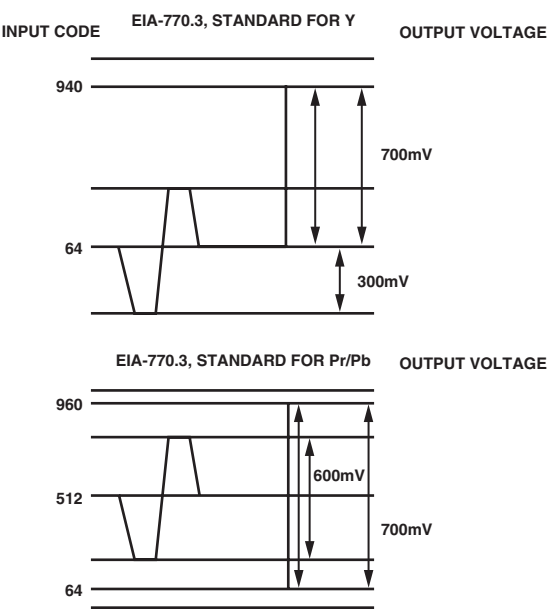 EIA-770.3, STANDARD FOR Y
INPUT CODE
OUTPUT VOLTAGE
940
700mV
64
300mV
EIA-770.3, STANDARD FOR Pr/Pb
OUTPUT VOLTAGE
960
600mV
512
700mV
64